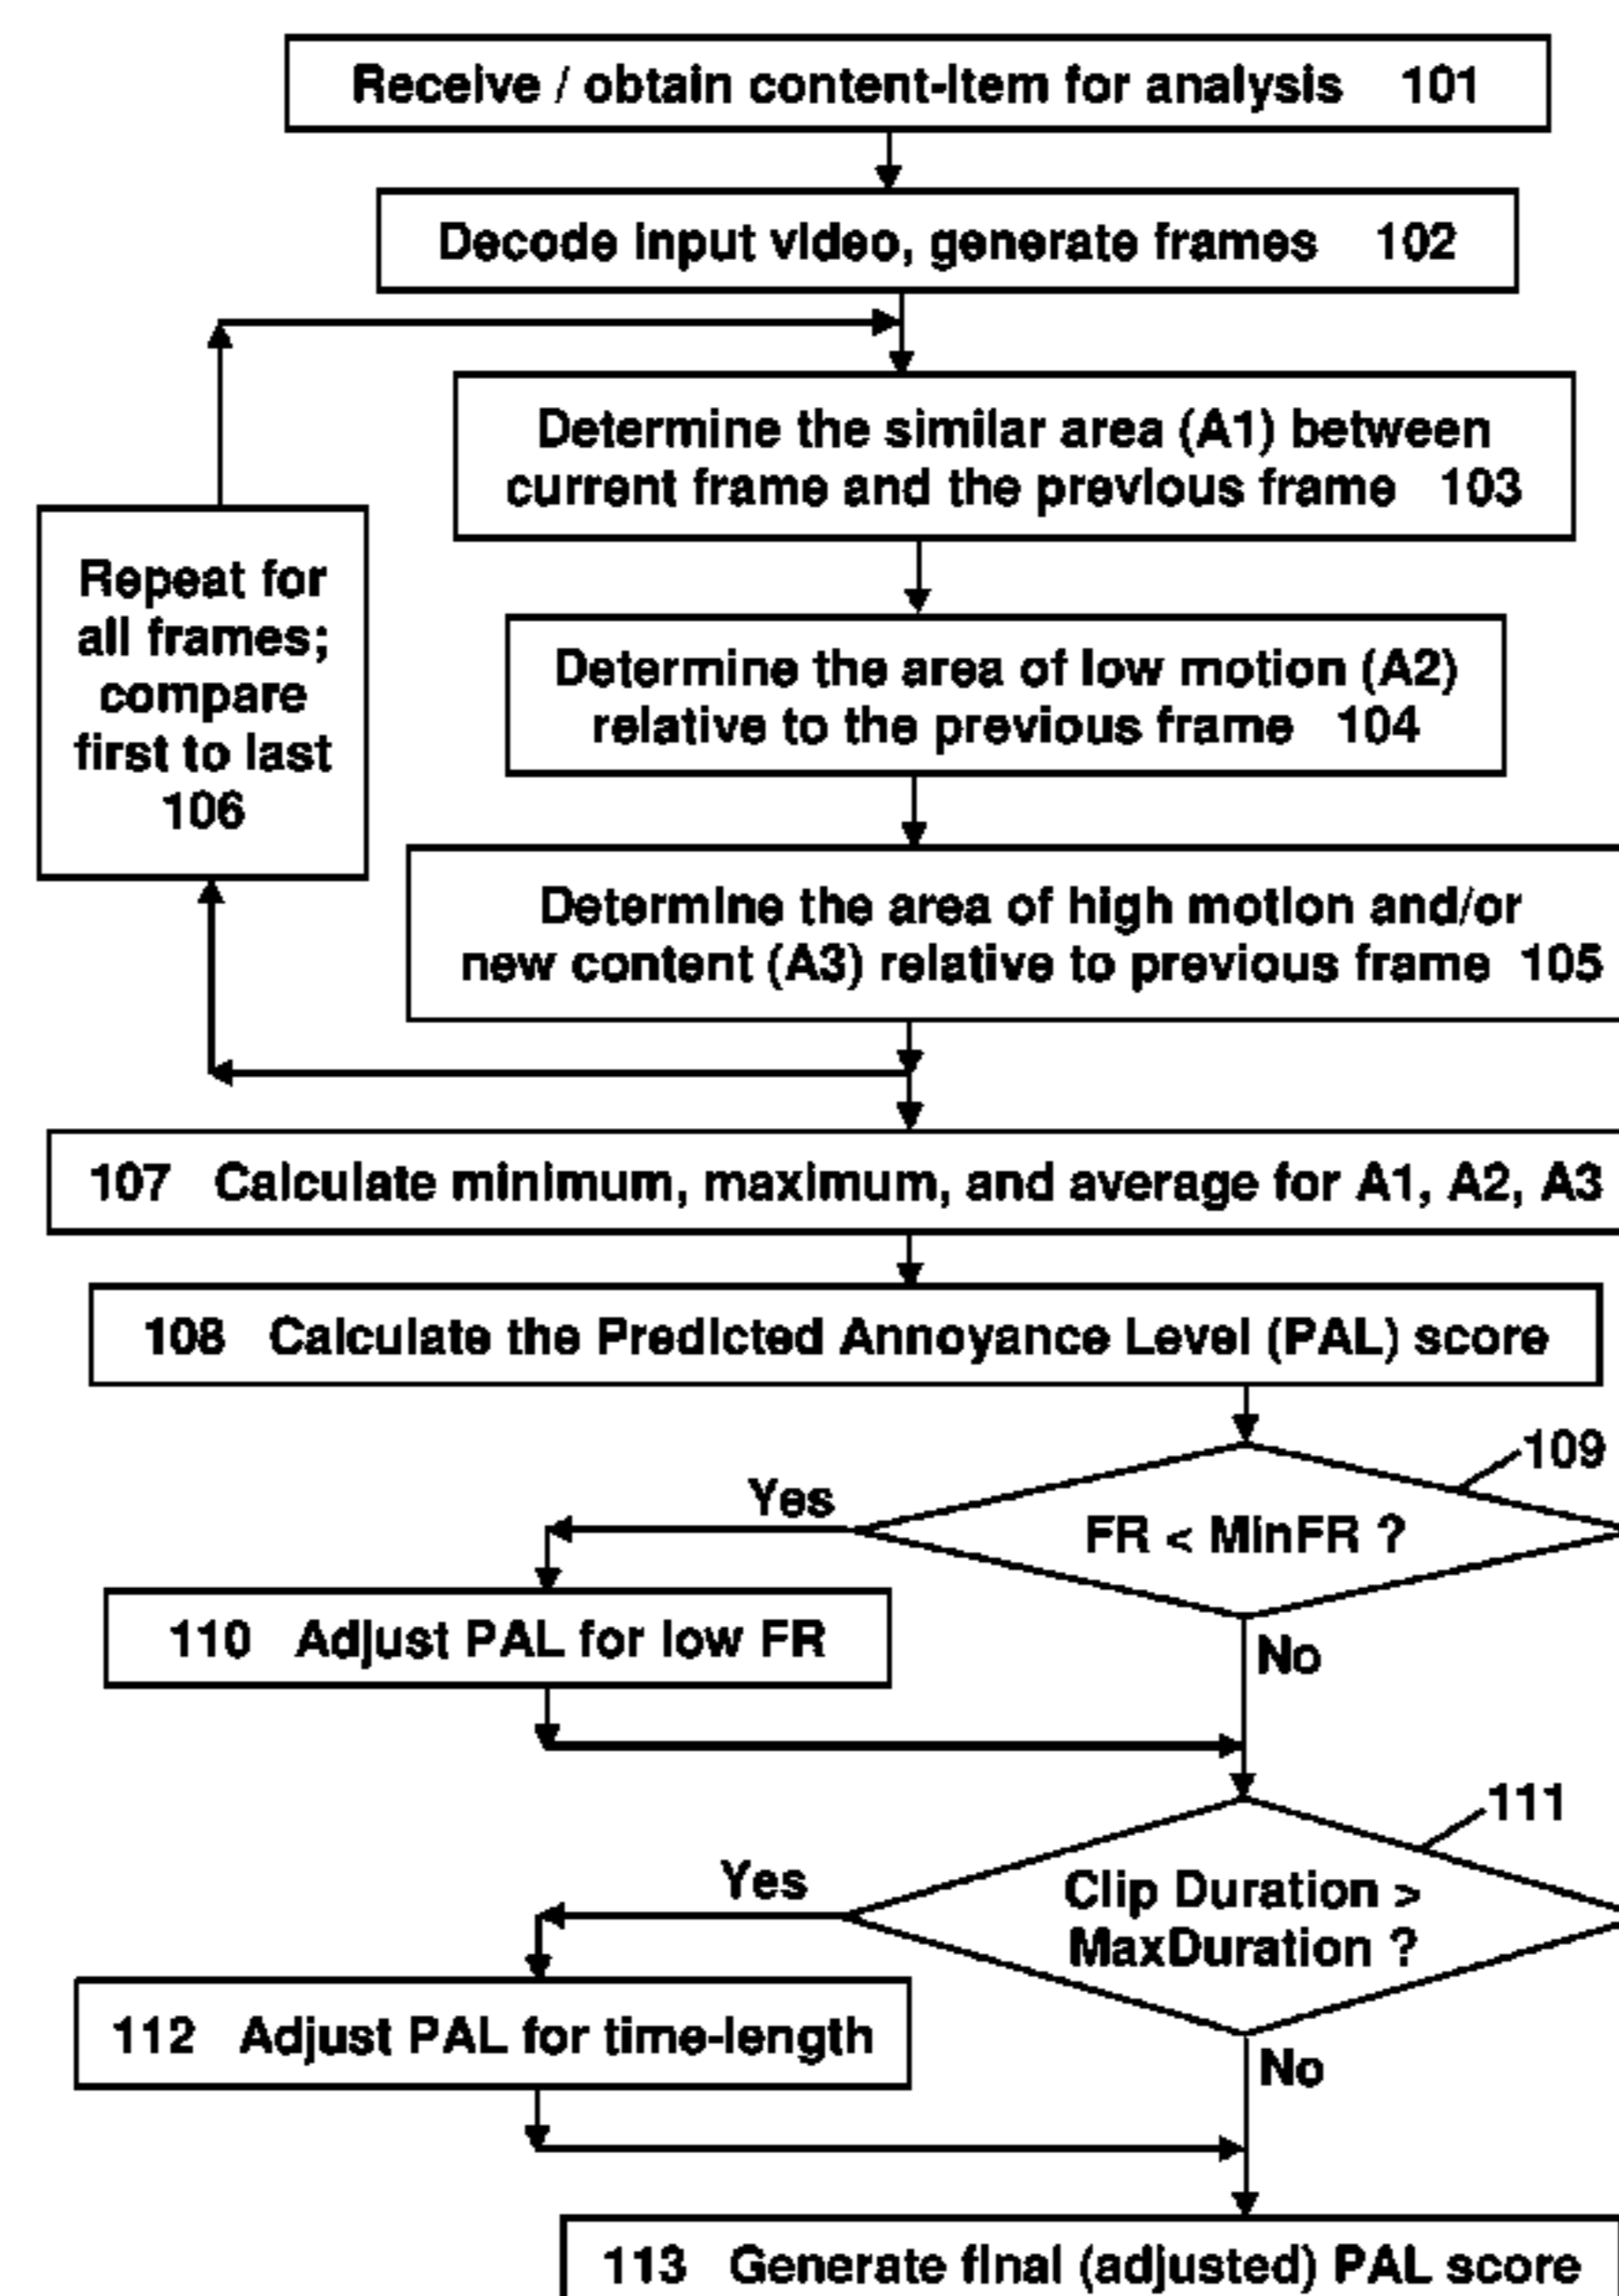 Receive / obtain content-item for analysis 101
Decode input video, generate frames 102
Determine the similar area (A1) between
current frame and the previous frame 103
Repeat for
all frames;
compare
first to last
106
Determine the area of low motion (A2)
relative to the previous frame 104
Determine the area of high motion and/or
new content (A3) relative to previous frame 105
107 Calculate minimum, maximum, and average for A1, A2, A3
108 Calculate the Predicted Annoyance Level (PAL) score
109
Yes
FR < MinFR ?
110 Adjust PAL for low FR
No
111
Yes
Clip Duration >
MaxDuration ?
112 Adjust PAL for time-length
No
113 Generate final (adjusted) PAL score